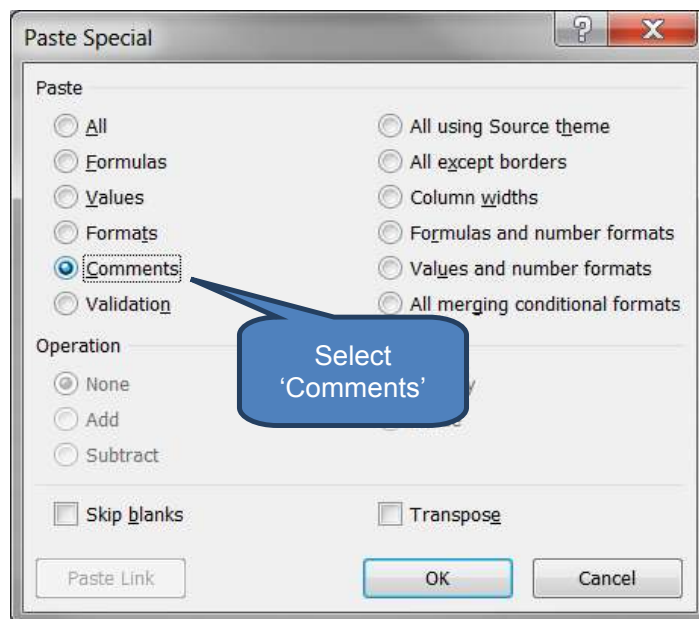 Paste Special
Paste
All
All using Source theme
Formulas
All except borders
Values
Column widths
Formats
Formulas and number formats
Comments
Values and number formats
Validation
All merging conditional formats
Operation
Select
‘Comments’
None
Add
Subtract
Skip blanks
Transpose
Paste Link
OK
Cancel